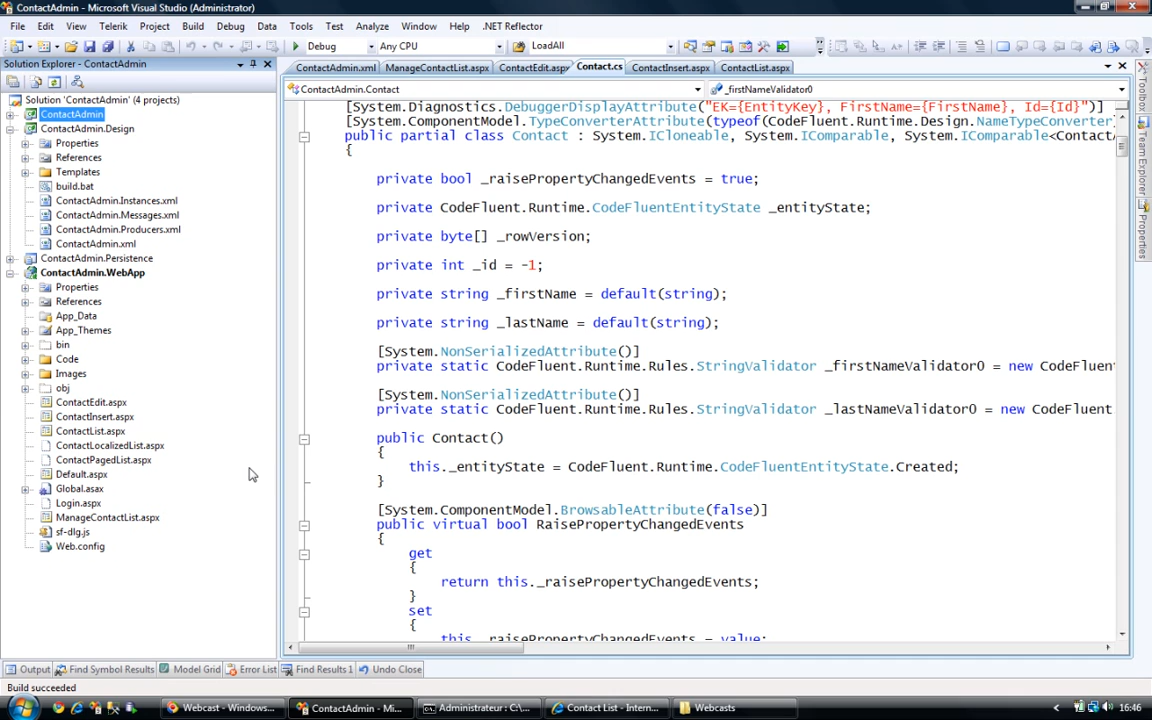 ContactAdmin - Microsoft Visual Studio (Administrator)
File Edit View Telerik Project Build Debug Data Tools Test Analyze Window Help .NET Reflector
Debug Any CPU LoadAll
Solution Explorer - ContactAdmin
ContactAdmin.xml ManageContactList.aspx ContactEdit.aspx Contact.cs ContactInsert.aspx ContactList.aspx
ContactAdmin.Contact _firstNameValidator0
Solution 'ContactAdmin' (4 projects)
ContactAdmin
ContactAdmin.Design
Properties
References
Templates
build.bat
ContactAdmin.Instances.xml
ContactAdmin.Messages.xml
ContactAdmin.Producers.xml
ContactAdmin.xml
ContactAdmin.Persistence
ContactAdmin.WebApp
Properties
References
App_Data
App_Themes
bin
Code
Images
obj
ContactEdit.aspx
ContactInsert.aspx
ContactList.aspx
ContactLocalizedList.aspx
ContactPagedList.aspx
Default.aspx
Global.asax
Login.aspx
ManageContactList.aspx
sf-dlg.js
Web.config
[System.Diagnostics.DebuggerDisplayAttribute("EK={EntityKey}, FirstName={FirstName}, Id={Id}")]
[System.ComponentModel.TypeConverterAttribute(typeof(CodeFluent.Runtime.Design.NameTypeConverter
public partial class Contact : System.ICloneable, System.IComparable, System.IComparable<Contact
{
private bool _raisePropertyChangedEvents = true;
private CodeFluent.Runtime.CodeFluentEntityState _entityState;
private byte[] _rowVersion;
private int _id = -1;
private string _firstName = default(string);
private string _lastName = default(string);
[System.NonSerializedAttribute()]
private static CodeFluent.Runtime.Rules.StringValidator _firstNameValidator0 = new CodeFluent
[System.NonSerializedAttribute()]
private static CodeFluent.Runtime.Rules.StringValidator _lastNameValidator0 = new CodeFluent
public Contact()
{
this._entityState = CodeFluent.Runtime.CodeFluentEntityState.Created;
}
[System.ComponentModel.BrowsableAttribute(false)]
public virtual bool RaisePropertyChangedEvents
{
get
{
return this._raisePropertyChangedEvents;
}
set
{
this._raisePropertyChangedEvents = value;
Toolbox
Team Explorer
Properties
Output Find Symbol Results Model Grid Error List Find Results 1 Undo Close
Build succeeded
Webcast - Windows... ContactAdmin - Mi... Administrateur : C:\... Contact List - Intern... Webcasts 16:46